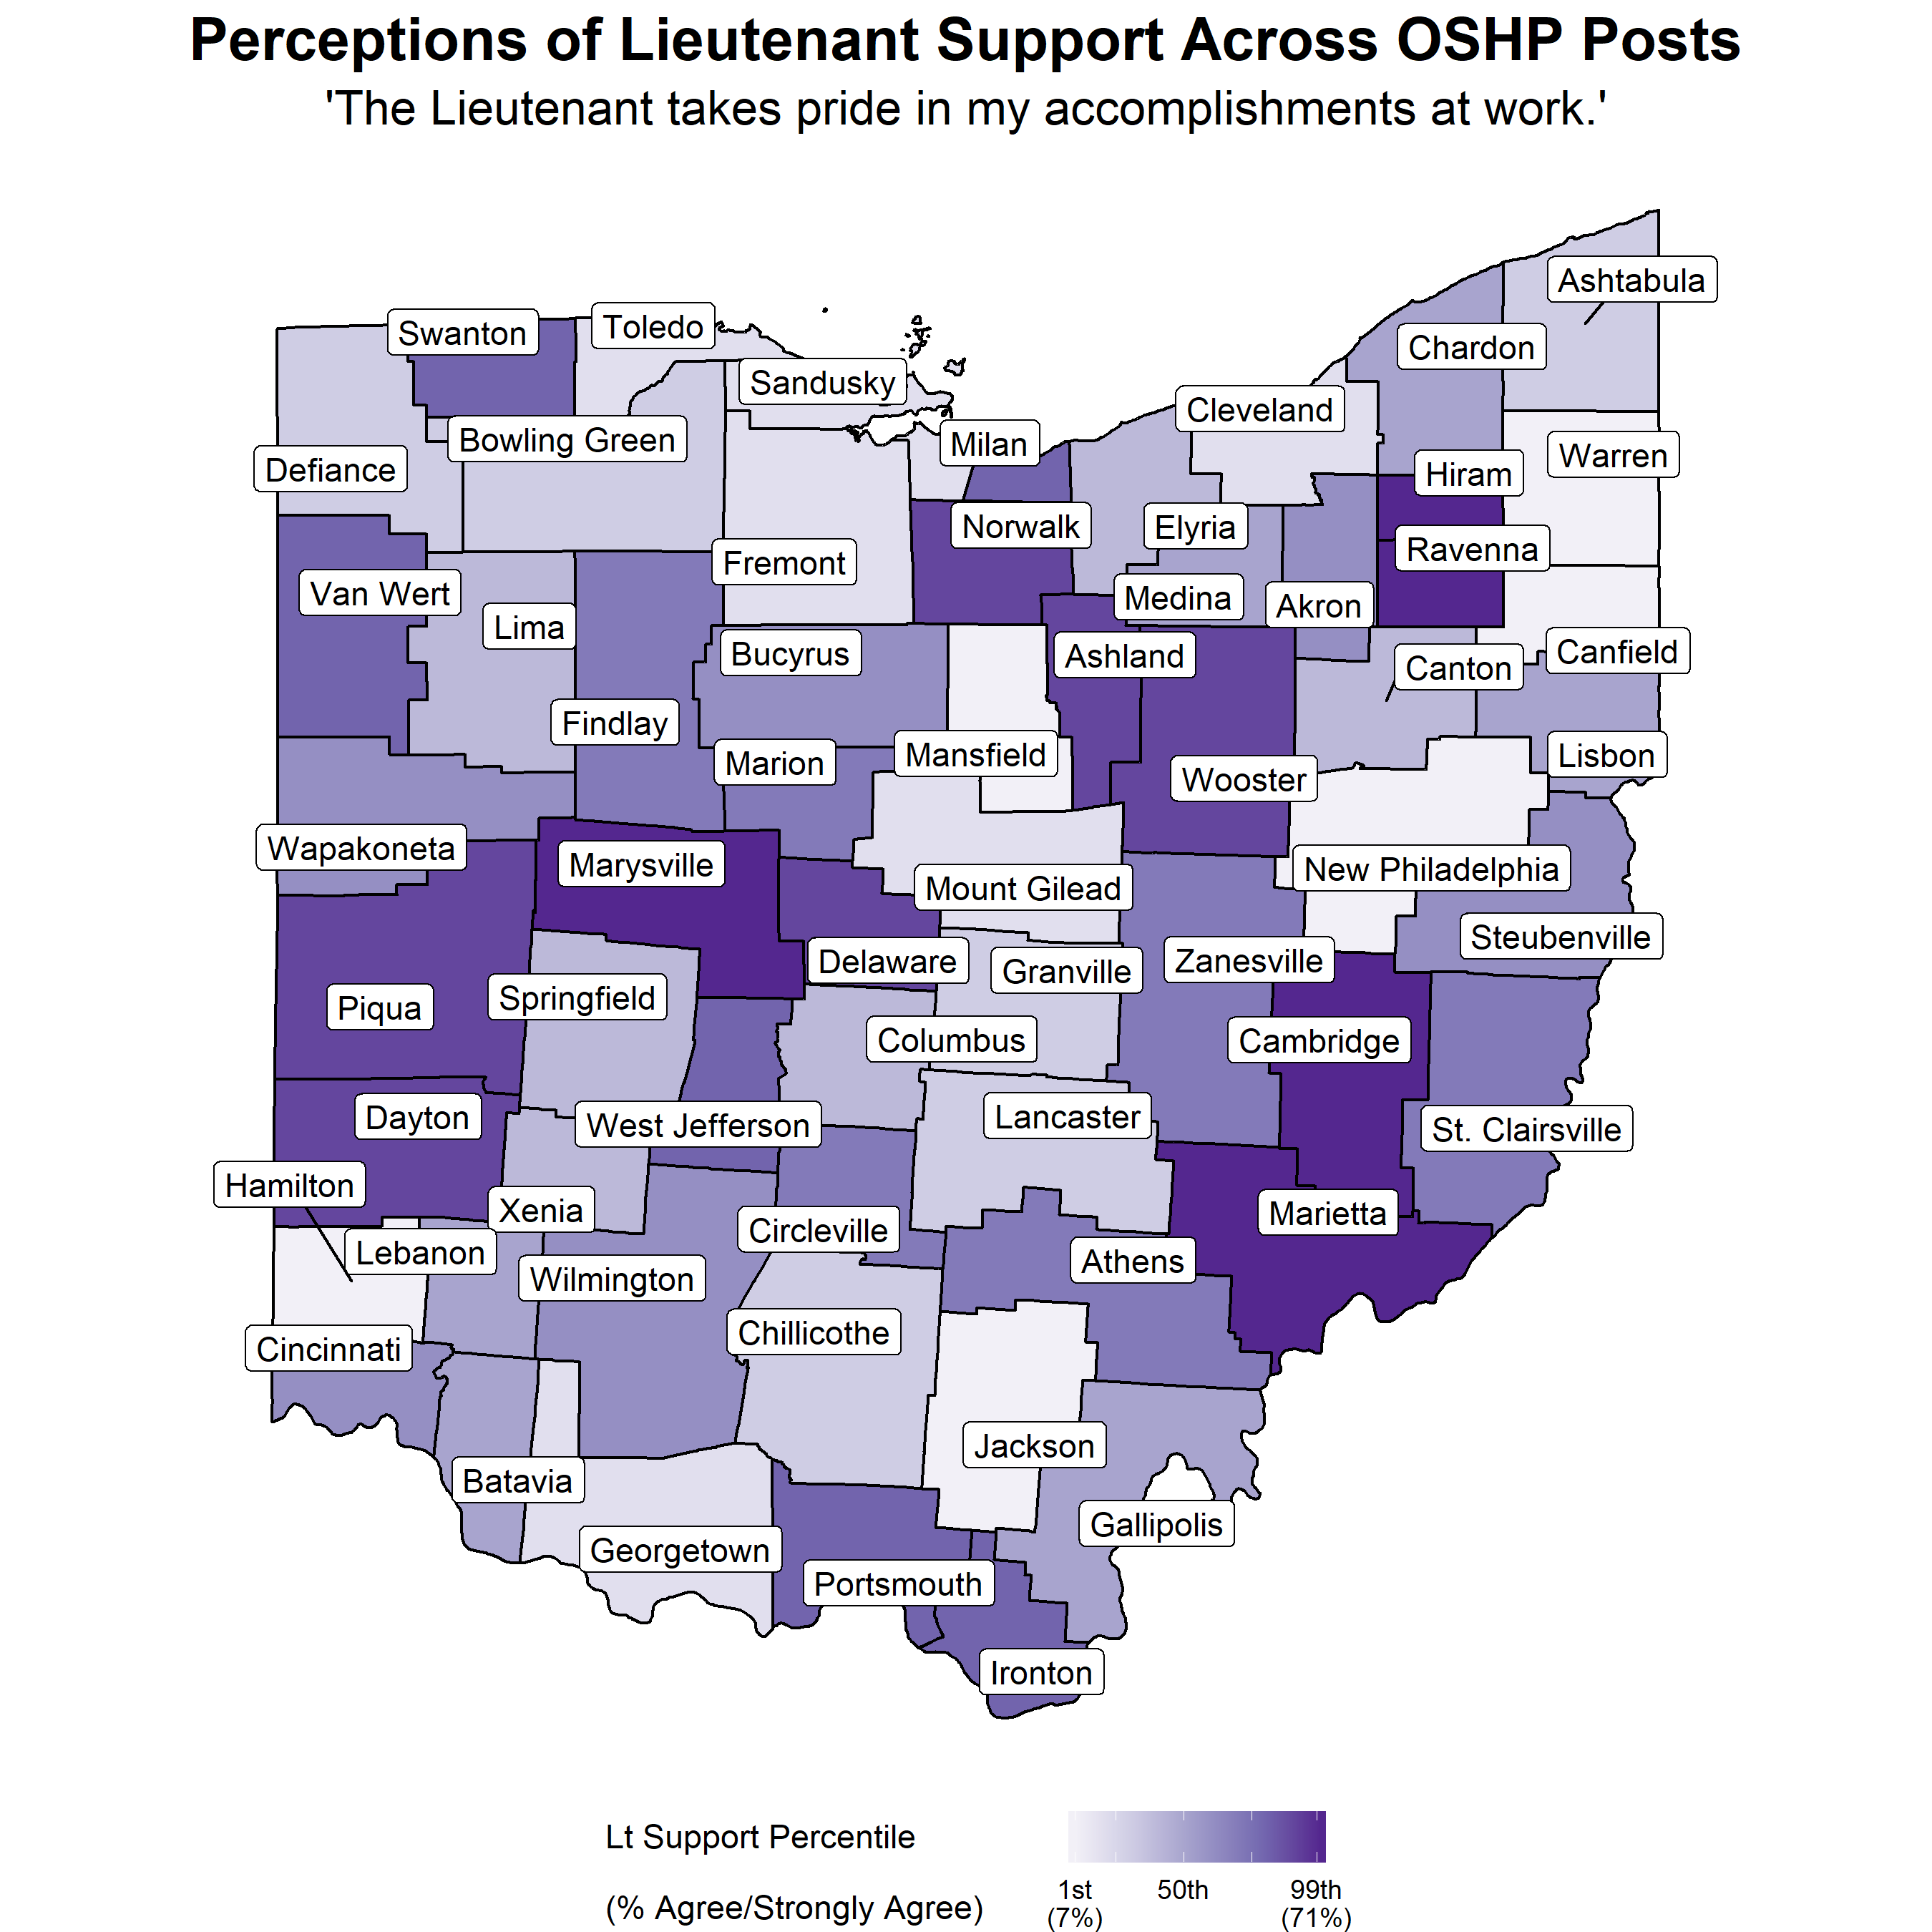 Perceptions of Lieutenant Support Across OSHP Posts
'The Lieutenant takes pride in my accomplishments at work.'
Ashtabula
Swanton
Toledo
Chardon
Sandusky
Cleveland
Bowling Green
Milan
Defiance
Warren
Hiram
Norwalk
Elyria
Ravenna
Fremont
Van Wert
Medina
Akron
Lima
Bucyrus
Ashland
Canton
Canfield
Findlay
Marion
Mansfield
Lisbon
Wooster
Wapakoneta
Marysville
New Philadelphia
Mount Gilead
Steubenville
Delaware
Granville
Zanesville
Piqua
Springfield
Columbus
Cambridge
Dayton
West Jefferson
Lancaster
St. Clairsville
Hamilton
Xenia
Marietta
Circleville
Lebanon
Wilmington
Athens
Chillicothe
Cincinnati
Jackson
Batavia
Gallipolis
Georgetown
Portsmouth
Ironton
Lt Support Percentile
(% Agree/Strongly Agree)
1st
(7%)
50th
99th
(71%)